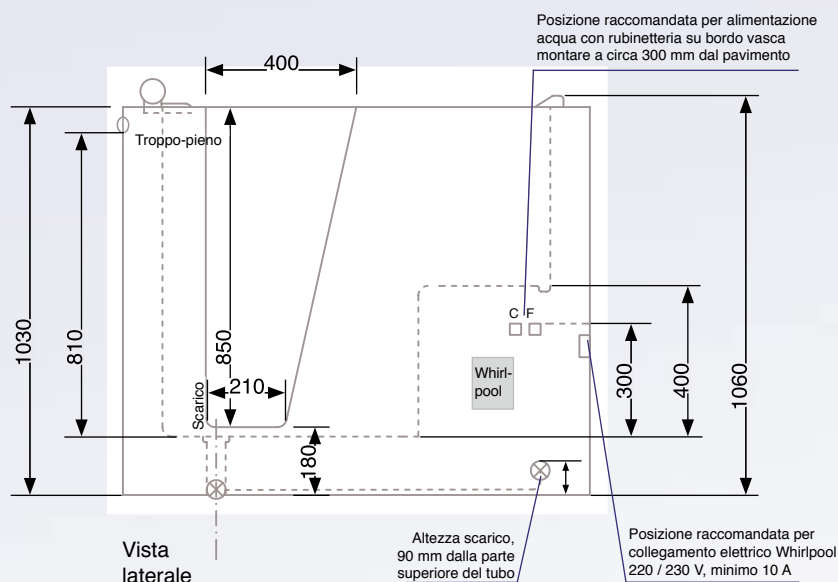 Posizione raccomandata per alimentazione
acqua con rubinetteria su bordo vasca
montare a circa 300 mm dal pavimento
400
Troppo-pieno
1030
810
850
210
Scarico
180
C F
Whirl-
pool
300
400
1060
Vista
laterale
Altezza scarico,
90 mm dalla parte
superiore del tubo
Posizione raccomandata per
collegamento elettrico Whirlpool
220 / 230 V, minimo 10 A